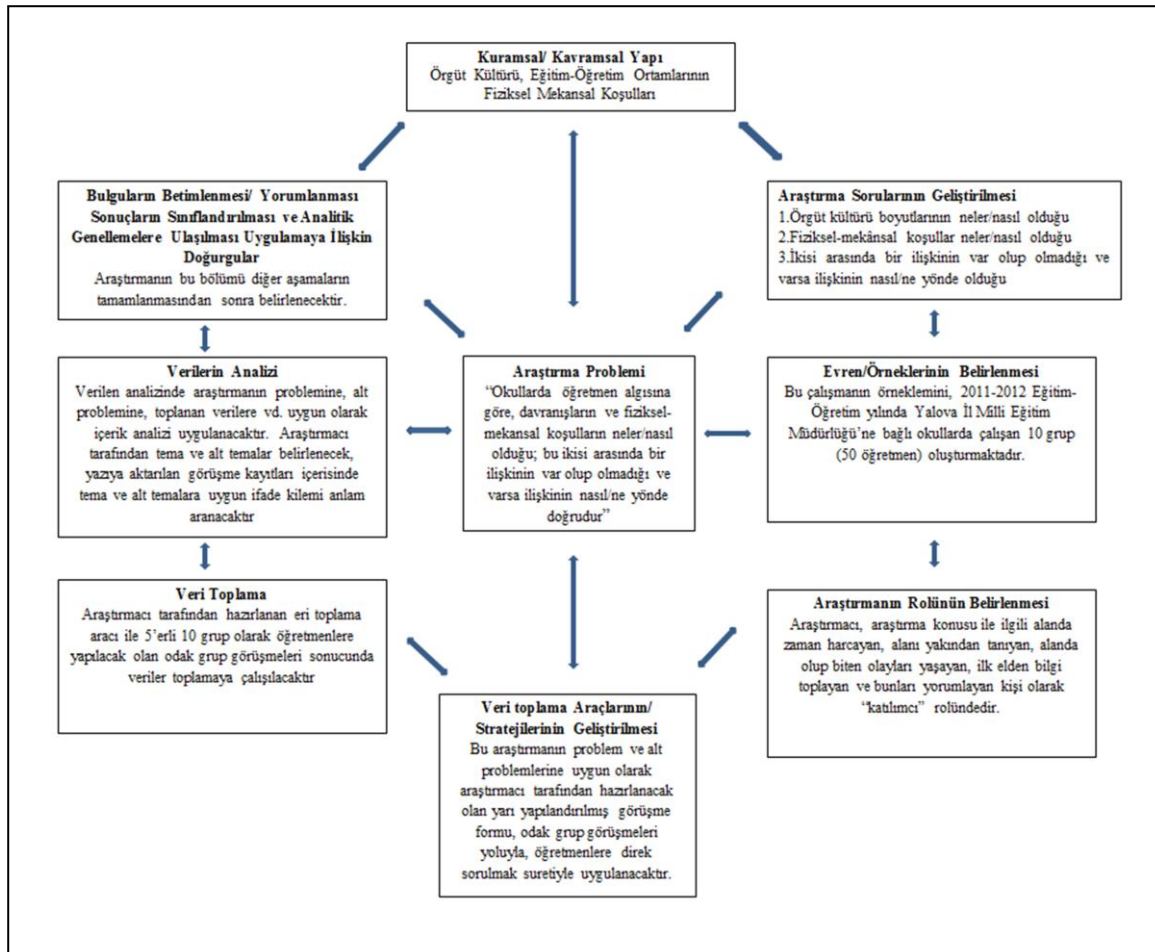 Kuramsal/ Kavramsal Yapı
Örgüt Kültürü, Eğitim-Öğretim Ortamlarının
Fiziksel Mekansal Koşulları
Bulguların Betimlenmesi/ Yorumlanması
Sonuçların Sınıflandırılması ve Analitik
Genellemelere Ulaşılması Uygulamaya İlişkin
Doğurgular
Araştırmanın bu bölümü diğer aşamaların
tamamlanmasından sonra belirlenecektir.
Araştırma Sorularının Geliştirilmesi
1.Örgüt kültürü boyutlarının neler/nasıl olduğu
2.Fiziksel-mekânsal koşullar neler/nasıl olduğu
3.İkisi arasında bir ilişkinin var olup olmadığı ve
varsa ilişkinin nasıl/ne yönde olduğu
Verilerin Analizi
Verilen analizinde araştırmanın problemine, alt
problemine, toplanan verilere vd. uygun olarak
içerik analizi uygulanacaktır. Araştırmacı
tarafından tema ve alt temalar belirlenecek,
yazıya aktarılan görüşme kayıtları içerisinde
tema ve alt temalara uygun ifade kilemi anlam
aranacaktır
Araştırma Problemi
“Okullarda öğretmen algısına
göre, davranışların ve fiziksel-
mekansal koşulların neler/nasıl
olduğu; bu ikisi arasında bir
ilişkinin var olup olmadığı ve
varsa ilişkinin nasıl/ne yönde
doğrudur”
Evren/Örneklerinin Belirlenmesi
Bu çalışmanın örneklemini, 2011-2012 Eğitim-
Öğretim yılında Yalova İl Milli Eğitim
Müdürlüğü’ne bağlı okullarda çalışan 10 grup
(50 öğretmen) oluşturmaktadır.
Veri Toplama
Araştırmacı tarafından hazırlanan eri toplama
aracı ile 5’erli 10 grup olarak öğretmenlere
yapılacak olan odak grup görüşmeleri sonucunda
veriler toplamaya çalışılacaktır
Veri toplama Araçlarının/
Stratejilerinin Geliştirilmesi
Bu araştırmanın problem ve alt
problemlerine uygun olarak
araştırmacı tarafından hazırlanacak
olan yarı yapılandırılmış görüşme
formu, odak grup görüşmeleri
yoluyla, öğretmenlere direk
sorulmak suretiyle uygulanacaktır.
Araştırmanın Rolünün Belirlenmesi
Araştırmacı, araştırma konusu ile ilgili alanda
zaman harcayan, alanı yakından tanıyan, alanda
olup biten olayları yaşayan, ilk elden bilgi
toplayan ve bunları yorumlayan kişi olarak
“katılımcı” rolündedir.